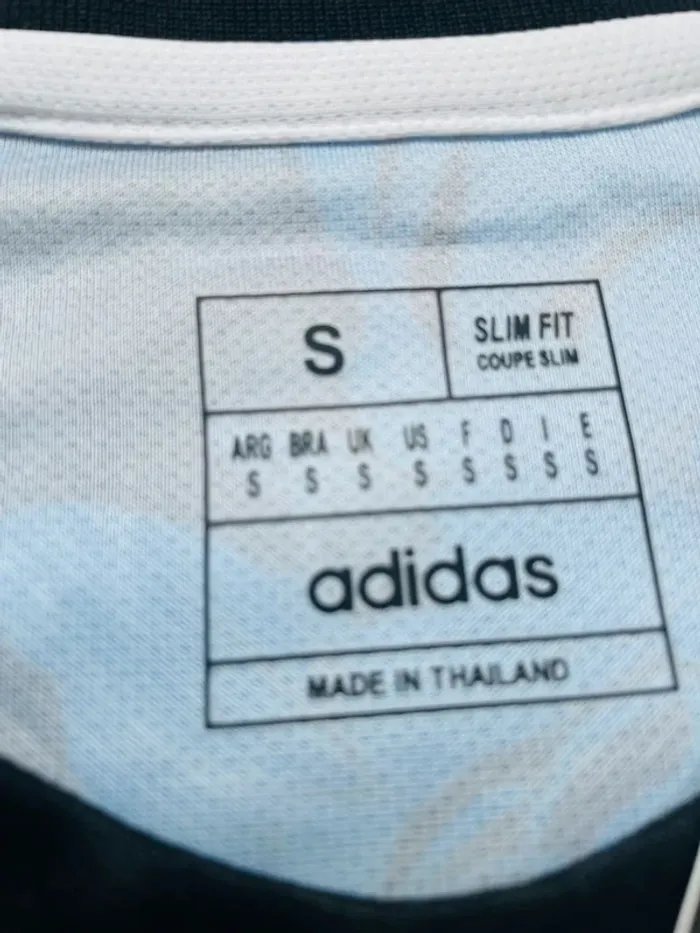 S
SLIM FIT
COUPE SLIM
ARG BRA UK US F D I E
S S S S S S S S
adidas
MADE IN THAILAND